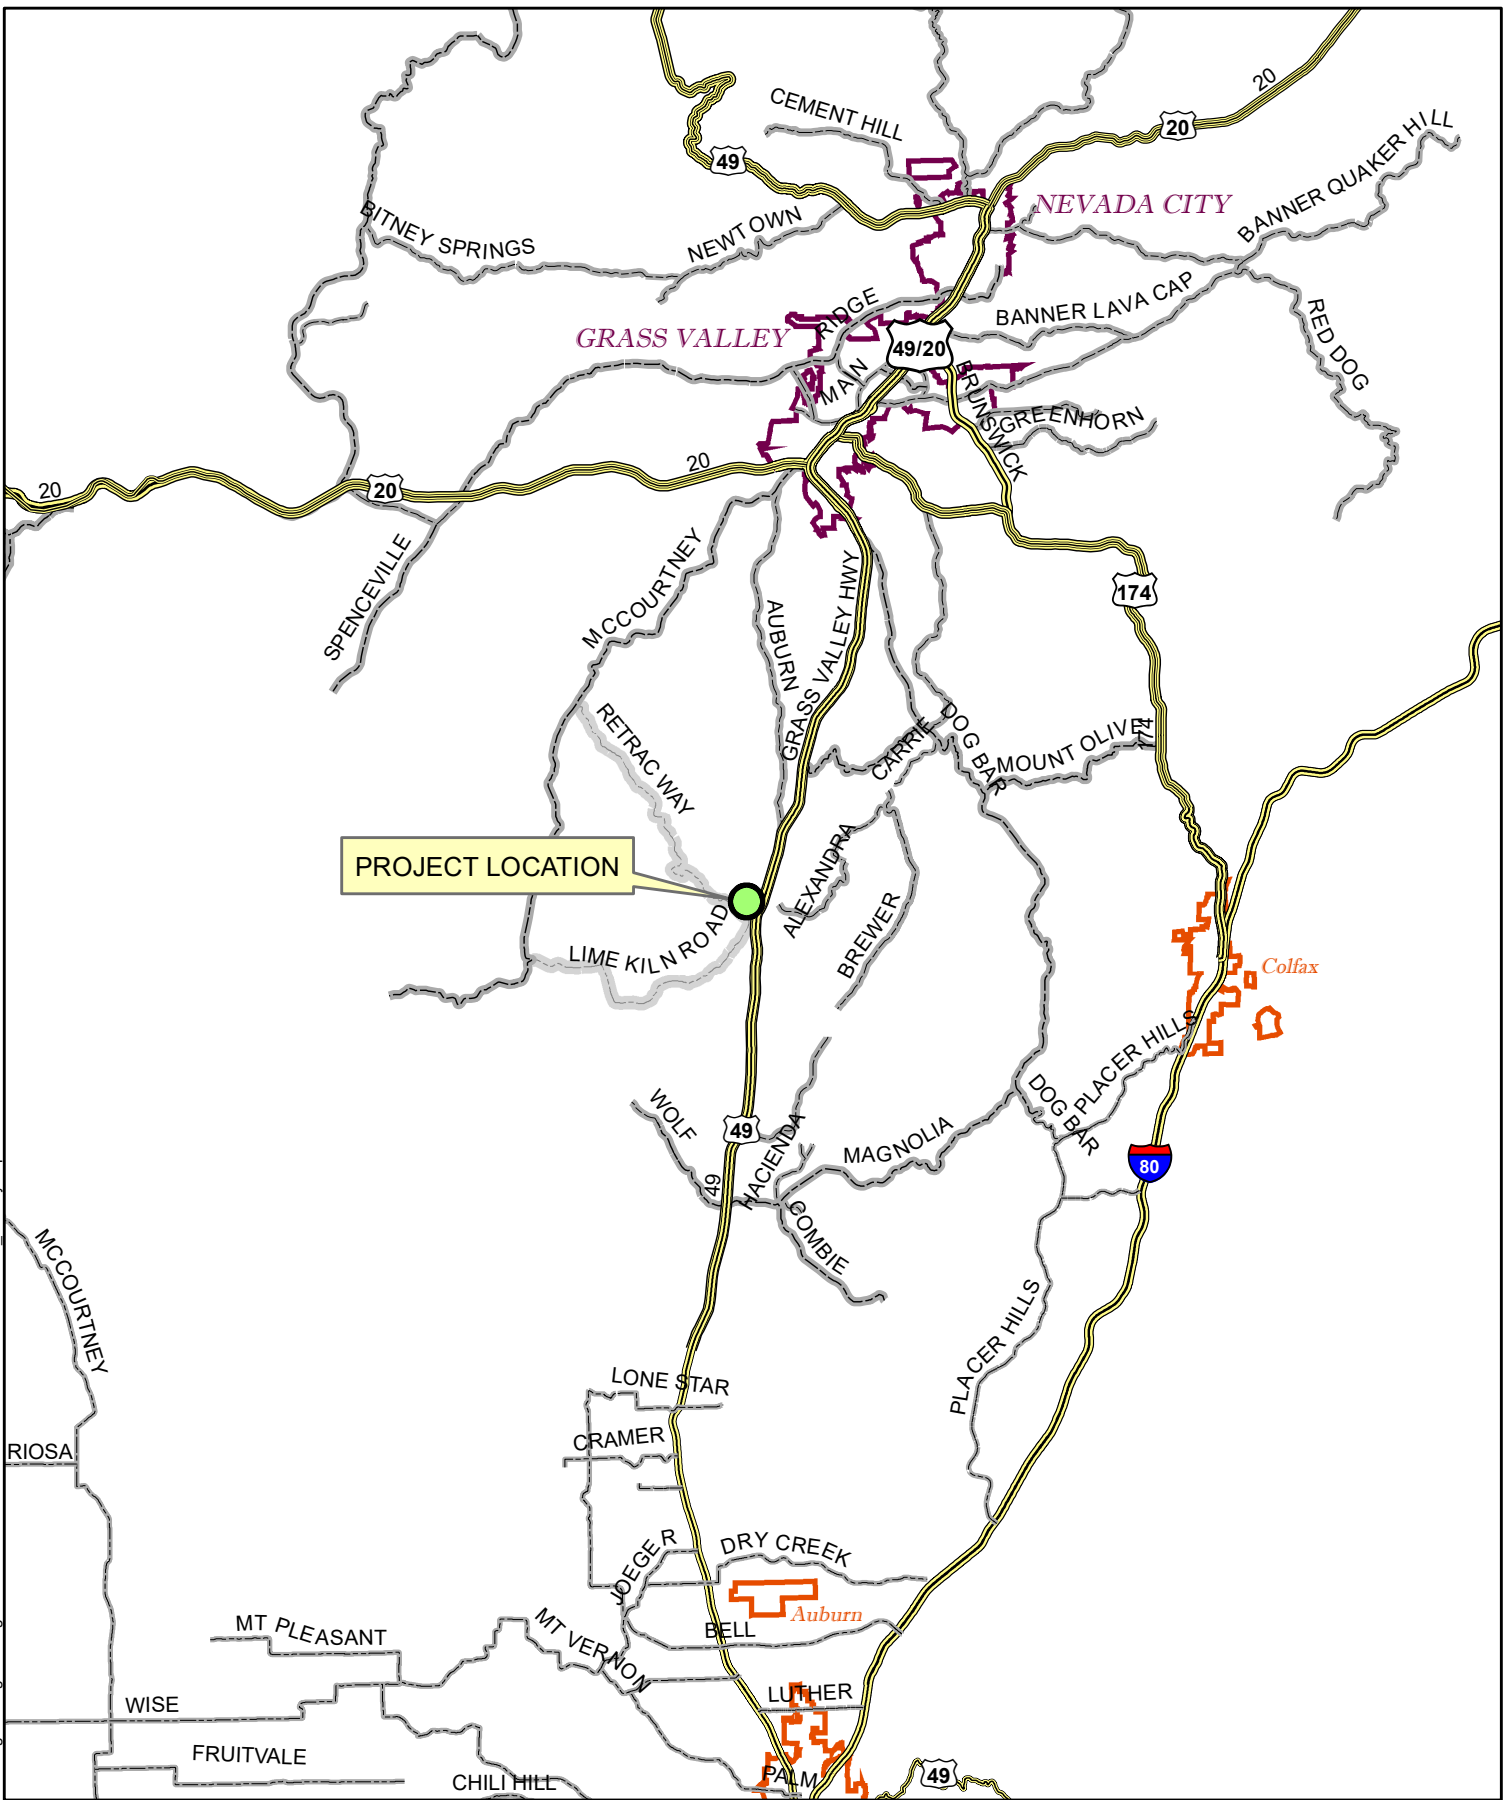 20
CEMENT HILL
20
BANNER QUAKER HILL
49
NEVADA CITY
BITNEY SPRINGS
NEWTOWN
RIDGE
BANNER LAVA CAP
RED DOG
GRASS VALLEY
49/20
MAIN
BRUNSWICK
GREENHORN
20
20
20
SPENCEVILLE
MCCOURTNEY
AUBURN
GRASS VALLEY HWY
174
RETRAC WAY
CARRIE
DOG BAR
MOUNT OLIVE
174
PROJECT LOCATION
ALEXANDRA
BREWER
LIME KILN ROAD
Colfax
PLACER HILLS
DOG BAR
WOLF
49
HACIENDA
MAGNOLIA
80
49
COMBIE
MCCOURTNEY
PLACER HILLS
LONE STAR
CRAMER
RIOSA
JOEGER
DRY CREEK
Auburn
BELL
MT PLEASANT
MT VERNON
WISE
LUTHER
FRUITVALE
PALM
CHILI HILL
49